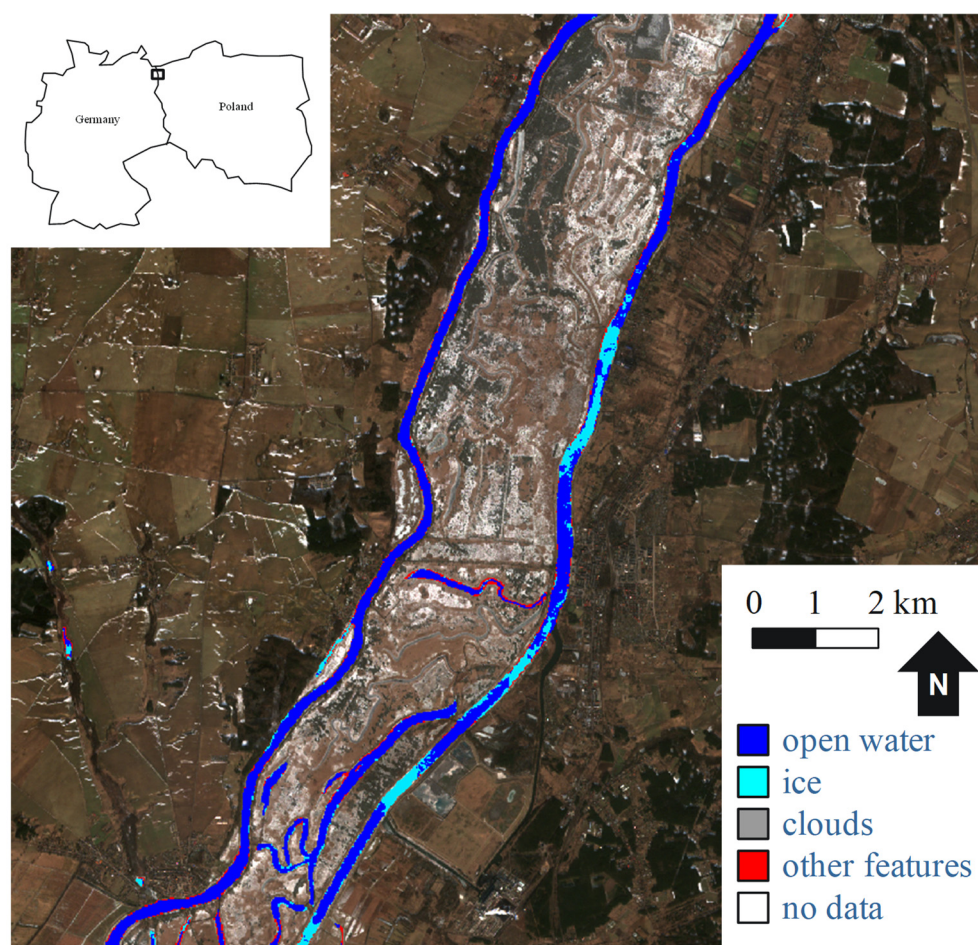 Germany
Poland
0 1 2 km
N
open water
ice
clouds
other features
no data